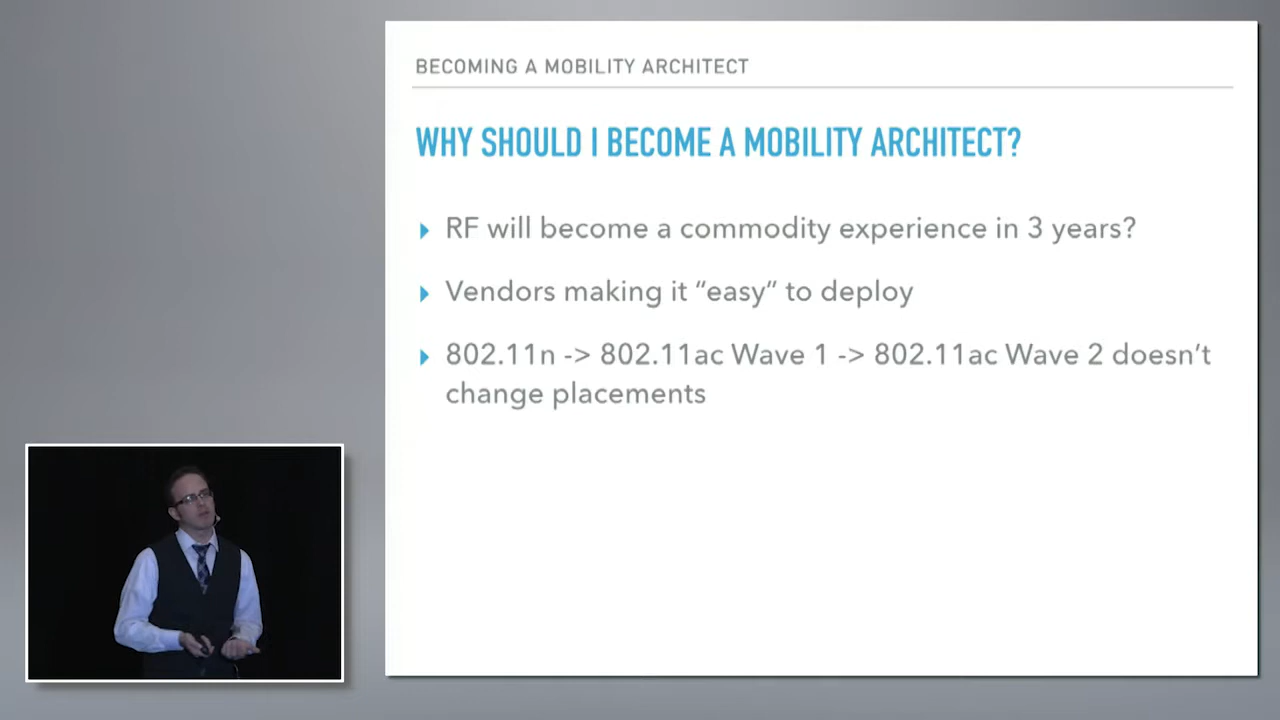 BECOMING A MOBILITY ARCHITECT
WHY SHOULD I BECOME A MOBILITY ARCHITECT?
RF will become a commodity experience in 3 years?
Vendors making it “easy” to deploy
802.11n -> 802.11ac Wave 1 -> 802.11ac Wave 2 doesn’t
change placements